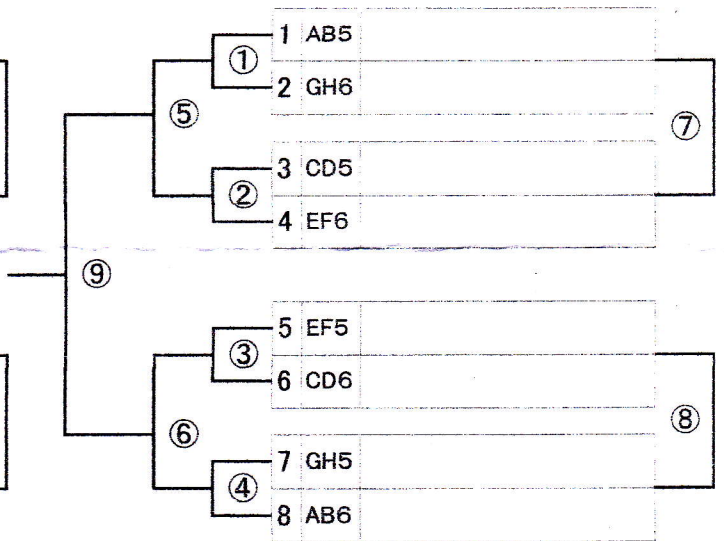 1 AB5
①
2 GH6
⑤
⑦
3 CD5
②
4 EF6
⑨
5 EF5
③
6 CD6
⑥
⑧
7 GH5
④
8 AB6